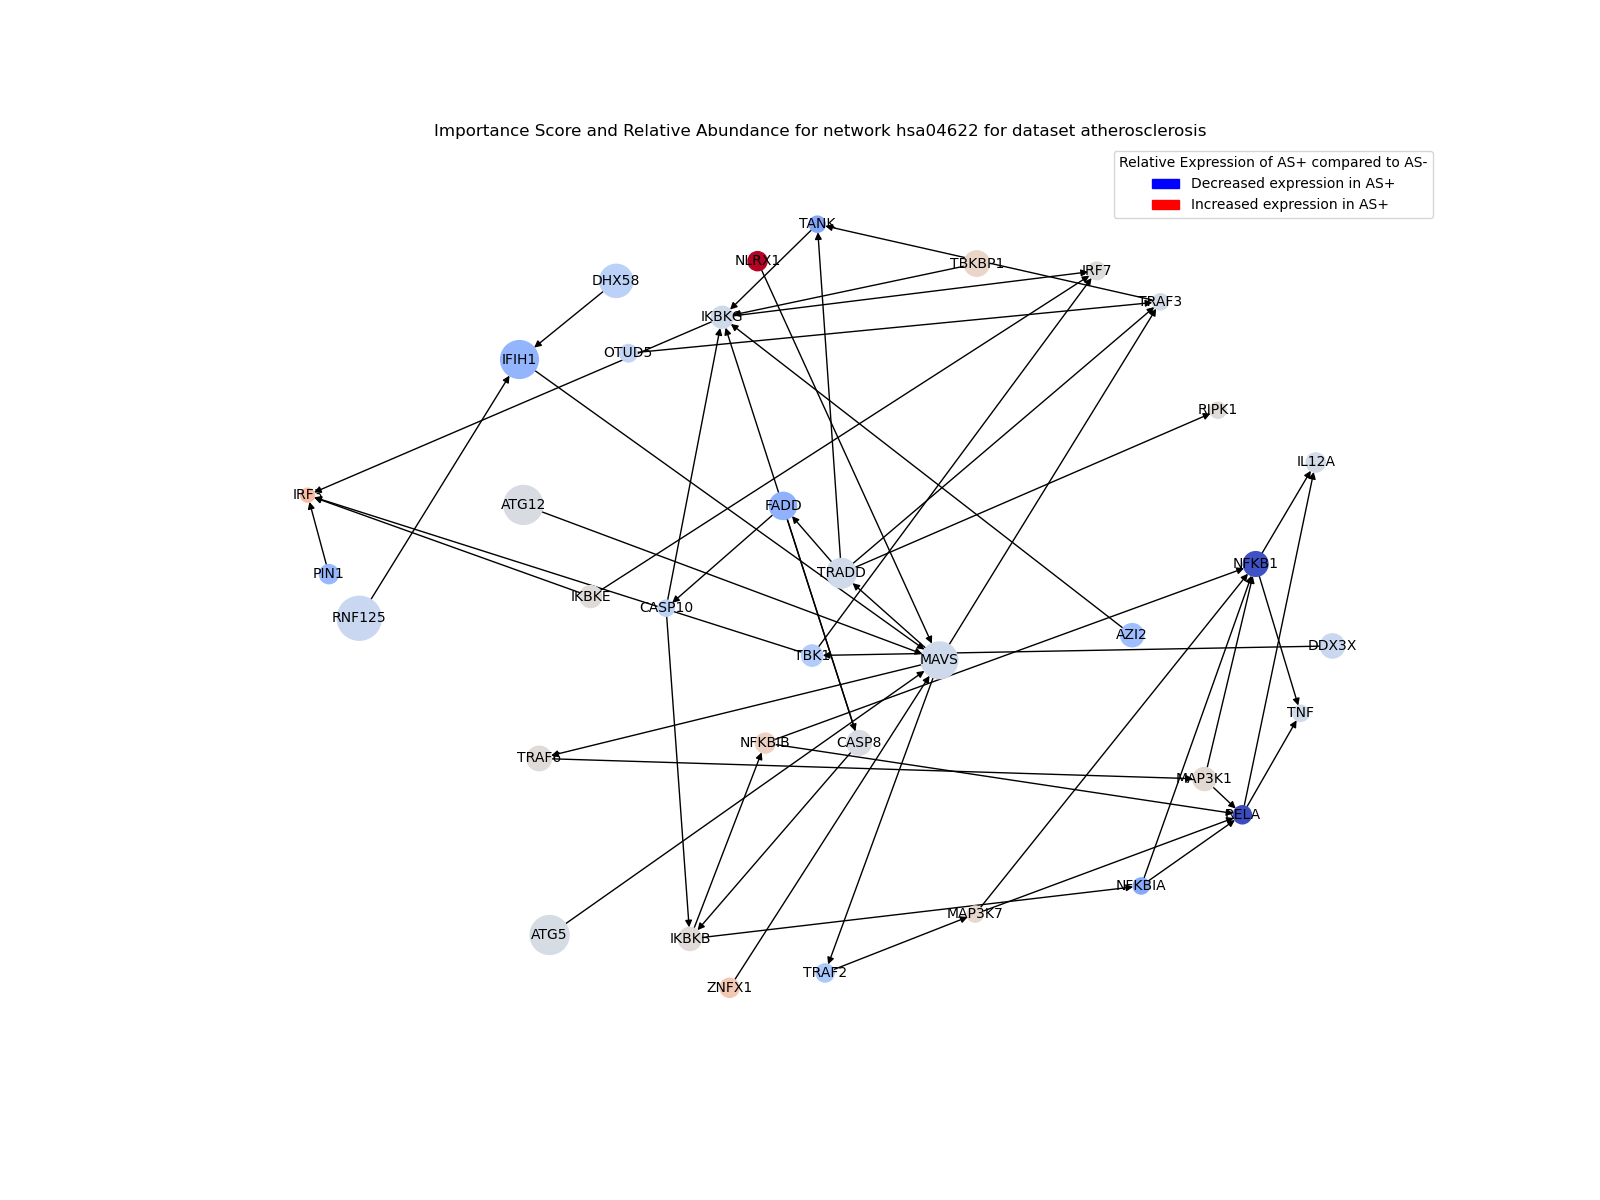 Importance Score and Relative Abundance for network hsa04622 for dataset atherosclerosis
Relative Expression of AS+ compared to AS-
Decreased expression in AS+
Increased expression in AS+
TANK
NLRX1
TBKBP1
IRF7
DHX58
TRAF3
IKBKG
OTUD5
IFIH1
RIPK1
IL12A
IRF3
ATG12
FADD
NFKB1
PIN1
TRADD
IKBKE
CASP10
RNF125
AZI2
DDX3X
TBK1
MAVS
TNF
NFKBIB
CASP8
TRAF6
MAP3K1
RELA
NFKBIA
MAP3K7
ATG5
IKBKB
TRAF2
ZNFX1